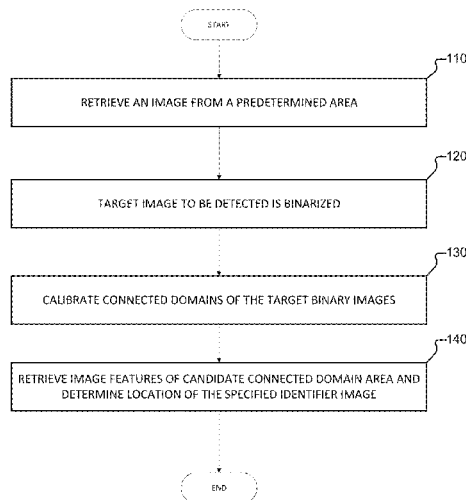 START
110
RETRIEVE AN IMAGE FROM A PREDETERMINED AREA
120
TARGET IMAGE TO BE DETECTED IS BINARIZED
130
CALIBRATE CONNECTED DOMAINS OF THE TARGET BINARY IMAGES
140
RETRIEVE IMAGE FEATURES OF CANDIDATE CONNECTED DOMAIN AREA AND
DETERMINE LOCATION OF THE SPECIFIED IDENTIFIER IMAGE
END